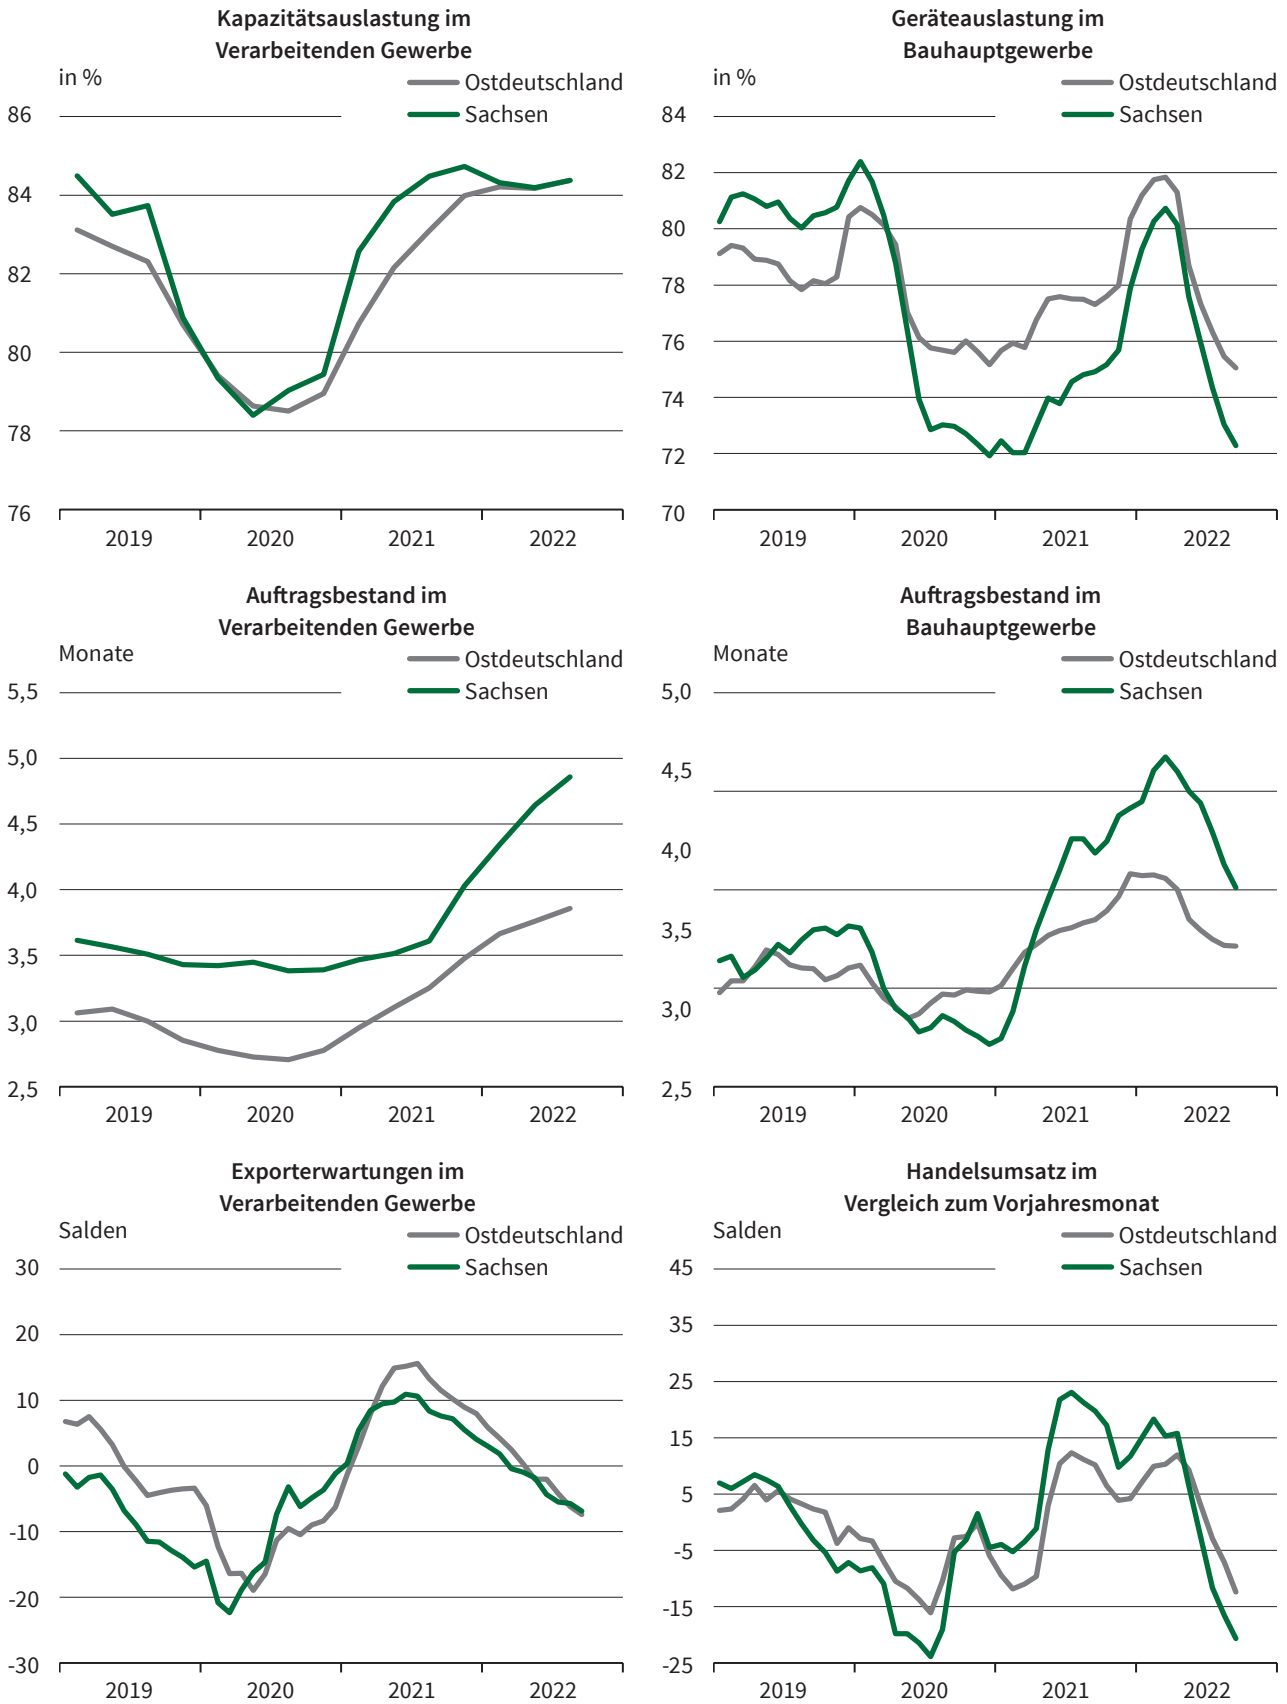 Kapazitätsauslastung im
Verarbeitenden Gewerbe
in %
Ostdeutschland
Sachsen
86
84
82
80
78
76
2019
2020
2021
2022
Geräteauslastung im
Bauhauptgewerbe
in %
Ostdeutschland
Sachsen
84
82
80
78
76
74
72
70
2019
2020
2021
2022
Auftragsbestand im
Verarbeitenden Gewerbe
Monate
Ostdeutschland
Sachsen
5,5
5,0
4,5
4,0
3,5
3,0
2,5
2019
2020
2021
2022
Auftragsbestand im
Bauhauptgewerbe
Monate
Ostdeutschland
Sachsen
5,0
4,5
4,0
3,5
3,0
2,5
2019
2020
2021
2022
Exporterwartungen im
Verarbeitenden Gewerbe
Salden
Ostdeutschland
Sachsen
30
20
10
0
-10
-20
-30
2019
2020
2021
2022
Handelsumsatz im
Vergleich zum Vorjahresmonat
Salden
Ostdeutschland
Sachsen
45
35
25
15
5
-5
-15
-25
2019
2020
2021
2022